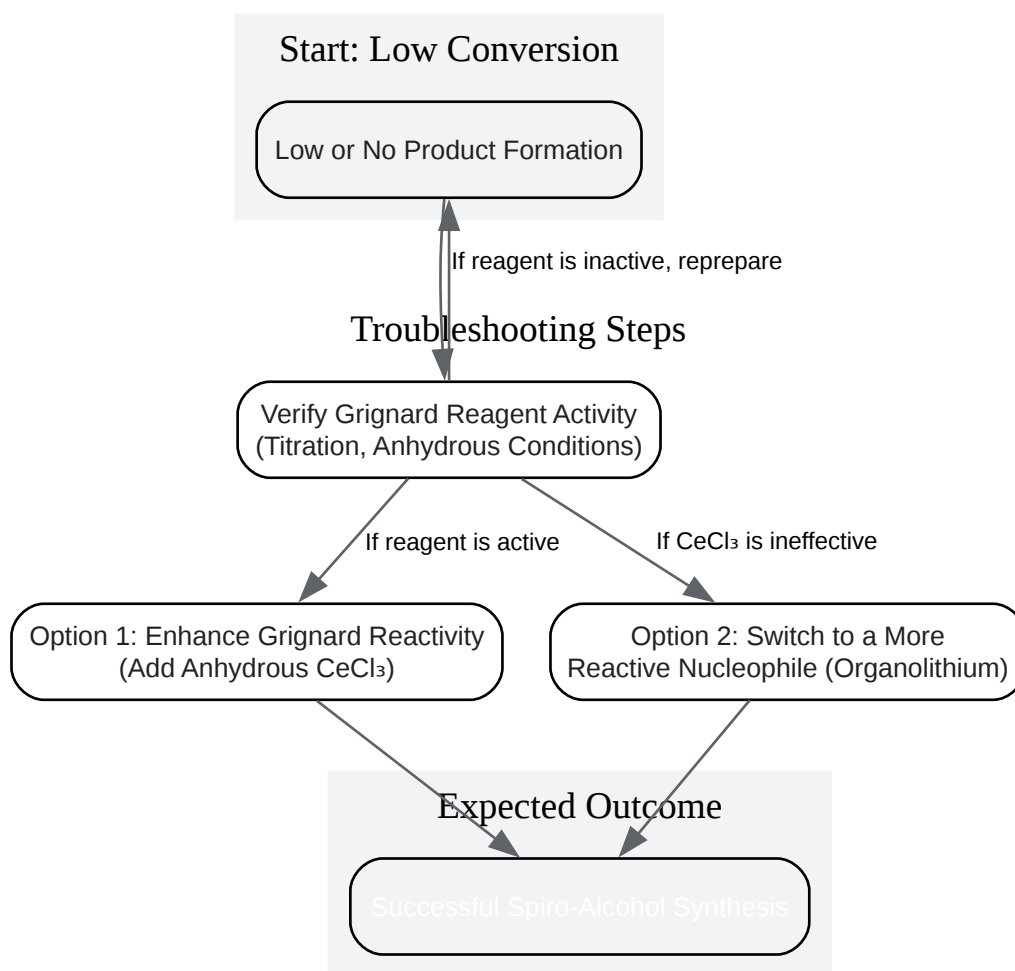 Start: Low Conversion
Low or No Product Formation
If reagent is inactive, reprepare
Troubleshooting Steps
Verify Grignard Reagent Activity
(Titration, Anhydrous Conditions)
If reagent is active
If CeCl₃ is ineffective
Option 1: Enhance Grignard Reactivity
(Add Anhydrous CeCl₃)
Option 2: Switch to a More
Reactive Nucleophile (Organolithium)
Expected Outcome
Successful Spiro-Alcohol Synthesis